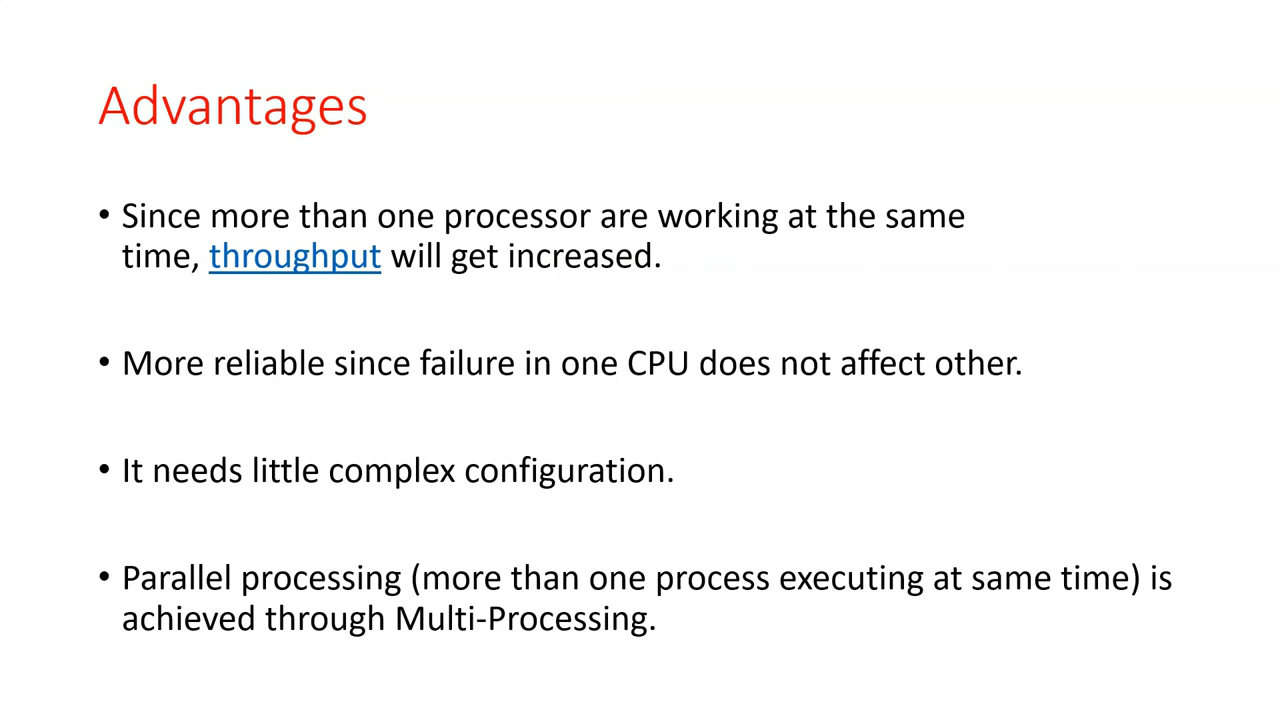 Advantages
• Since more than one processor are working at the same
time, throughput will get increased.
• More reliable since failure in one CPU does not affect other.
• It needs little complex configuration.
• Parallel processing (more than one process executing at same time) is
achieved through Multi-Processing.